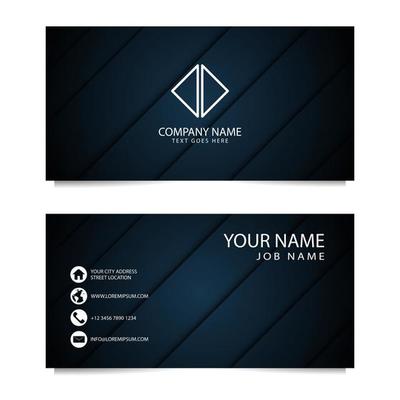 COMPANY NAME
TEXT GOES HERE
YOUR NAME
JOB NAME
YOUR CITY ADDRESS
STREET LOCATION
WWW.LOREMIPSUM.COM
+12 3456 7890 1234
INFO@LOREMIPSUM.COM